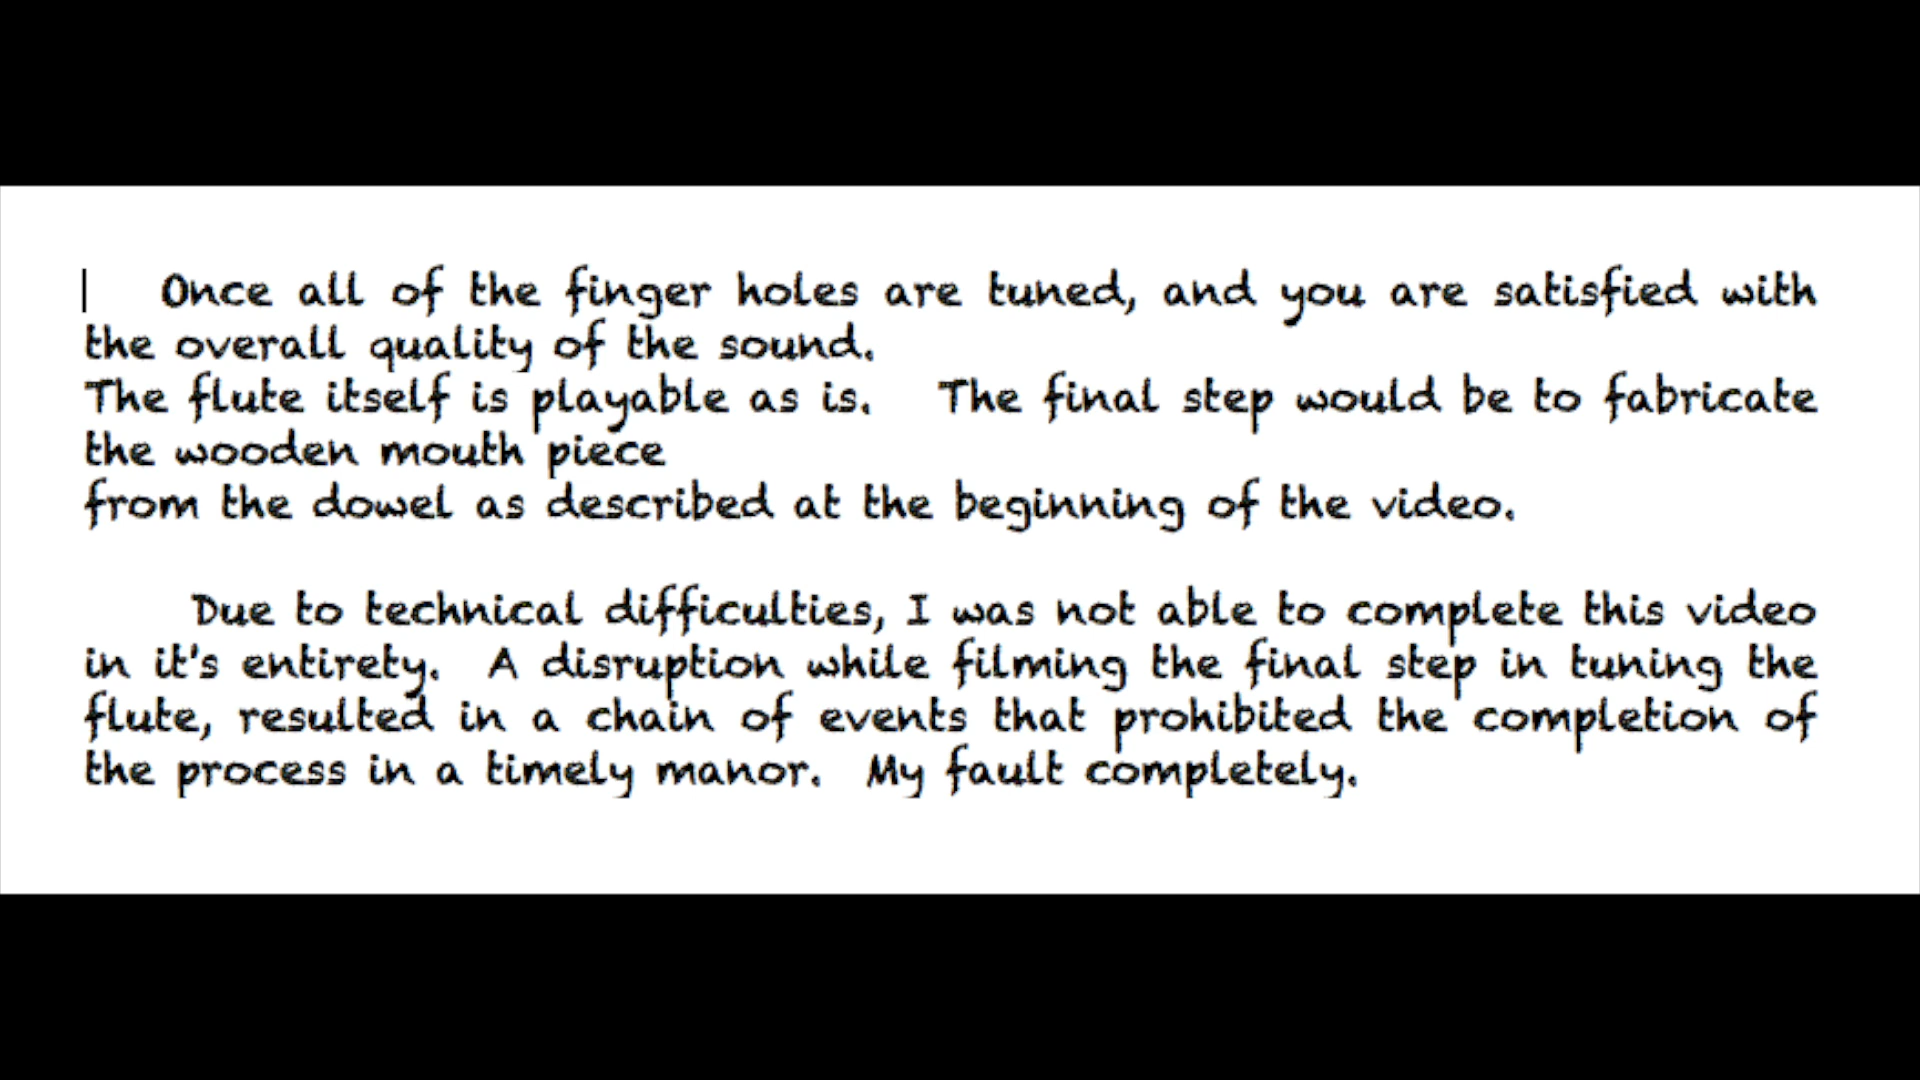 Once all of the finger holes are tuned, and you are satisfied with
the overall quality of the sound.
The flute itself is playable as is. The final step would be to fabricate
the wooden mouth piece
from the dowel as described at the beginning of the video.
Due to technical difficulties, I was not able to complete this video
in it's entirety. A disruption while filming the final step in tuning the
flute, resulted in a chain of events that prohibited the completion of
the process in a timely manor. My fault completely.